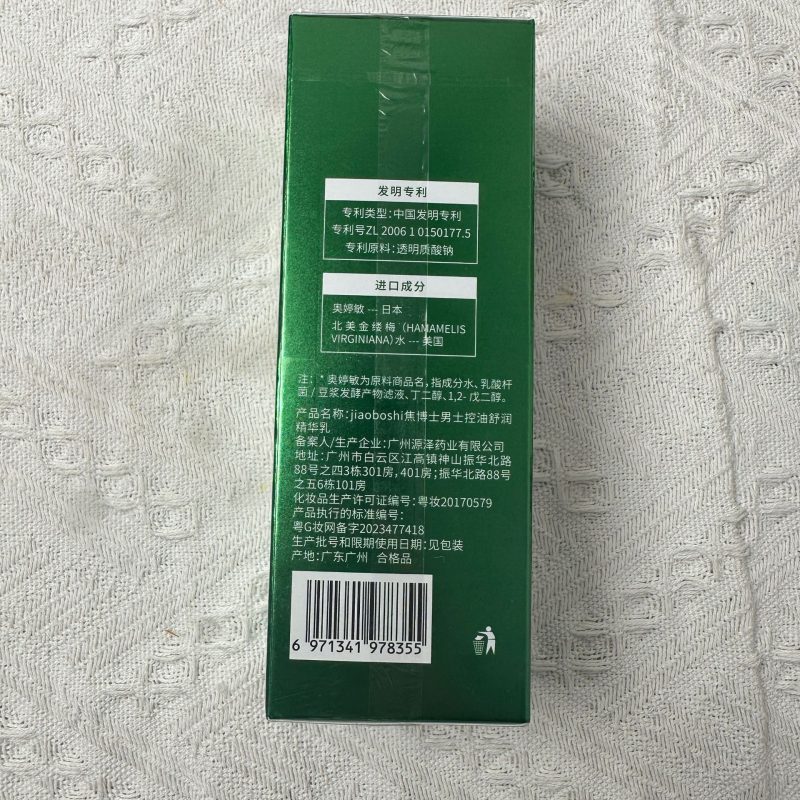 发明专利
专利类型：中国发明专利
专利号ZL 2006 1 0150177.5
专利原料：透明质酸钠
进口成分
奥婷敏 --- 日本
北美金缕梅（HAMAMELIS
VIRGINIANA）水 --- 美国
注：*奥婷敏为原料商品名，指成分水、乳酸杆
菌／豆浆发酵产物滤液、丁二醇、1,2-戊二醇。
产品名称：jiaoboshi焦博士男士控油舒润
精华乳
备案人/生产企业：广州源泽药业有限公司
地址：广州市白云区江高镇神山振华北路
88号之四3栋301房，401房；振华北路88号
之五6栋101房
化妆品生产许可证编号：粤妆20170579
产品执行的标准编号：
粤G妆网备字2023477418
生产批号和限期使用日期：见包装
产地：广东广州 合格品
6 971341 978355